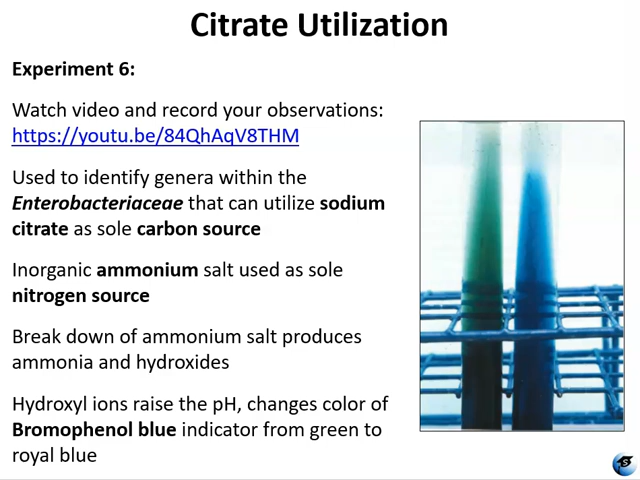 Citrate Utilization
Experiment 6:
Watch video and record your observations:
https://youtu.be/84QhAqV8THM
Used to identify genera within the
Enterobacteriaceae that can utilize sodium
citrate as sole carbon source
Inorganic ammonium salt used as sole
nitrogen source
Break down of ammonium salt produces
ammonia and hydroxides
Hydroxyl ions raise the pH, changes color of
Bromophenol blue indicator from green to
royal blue
S